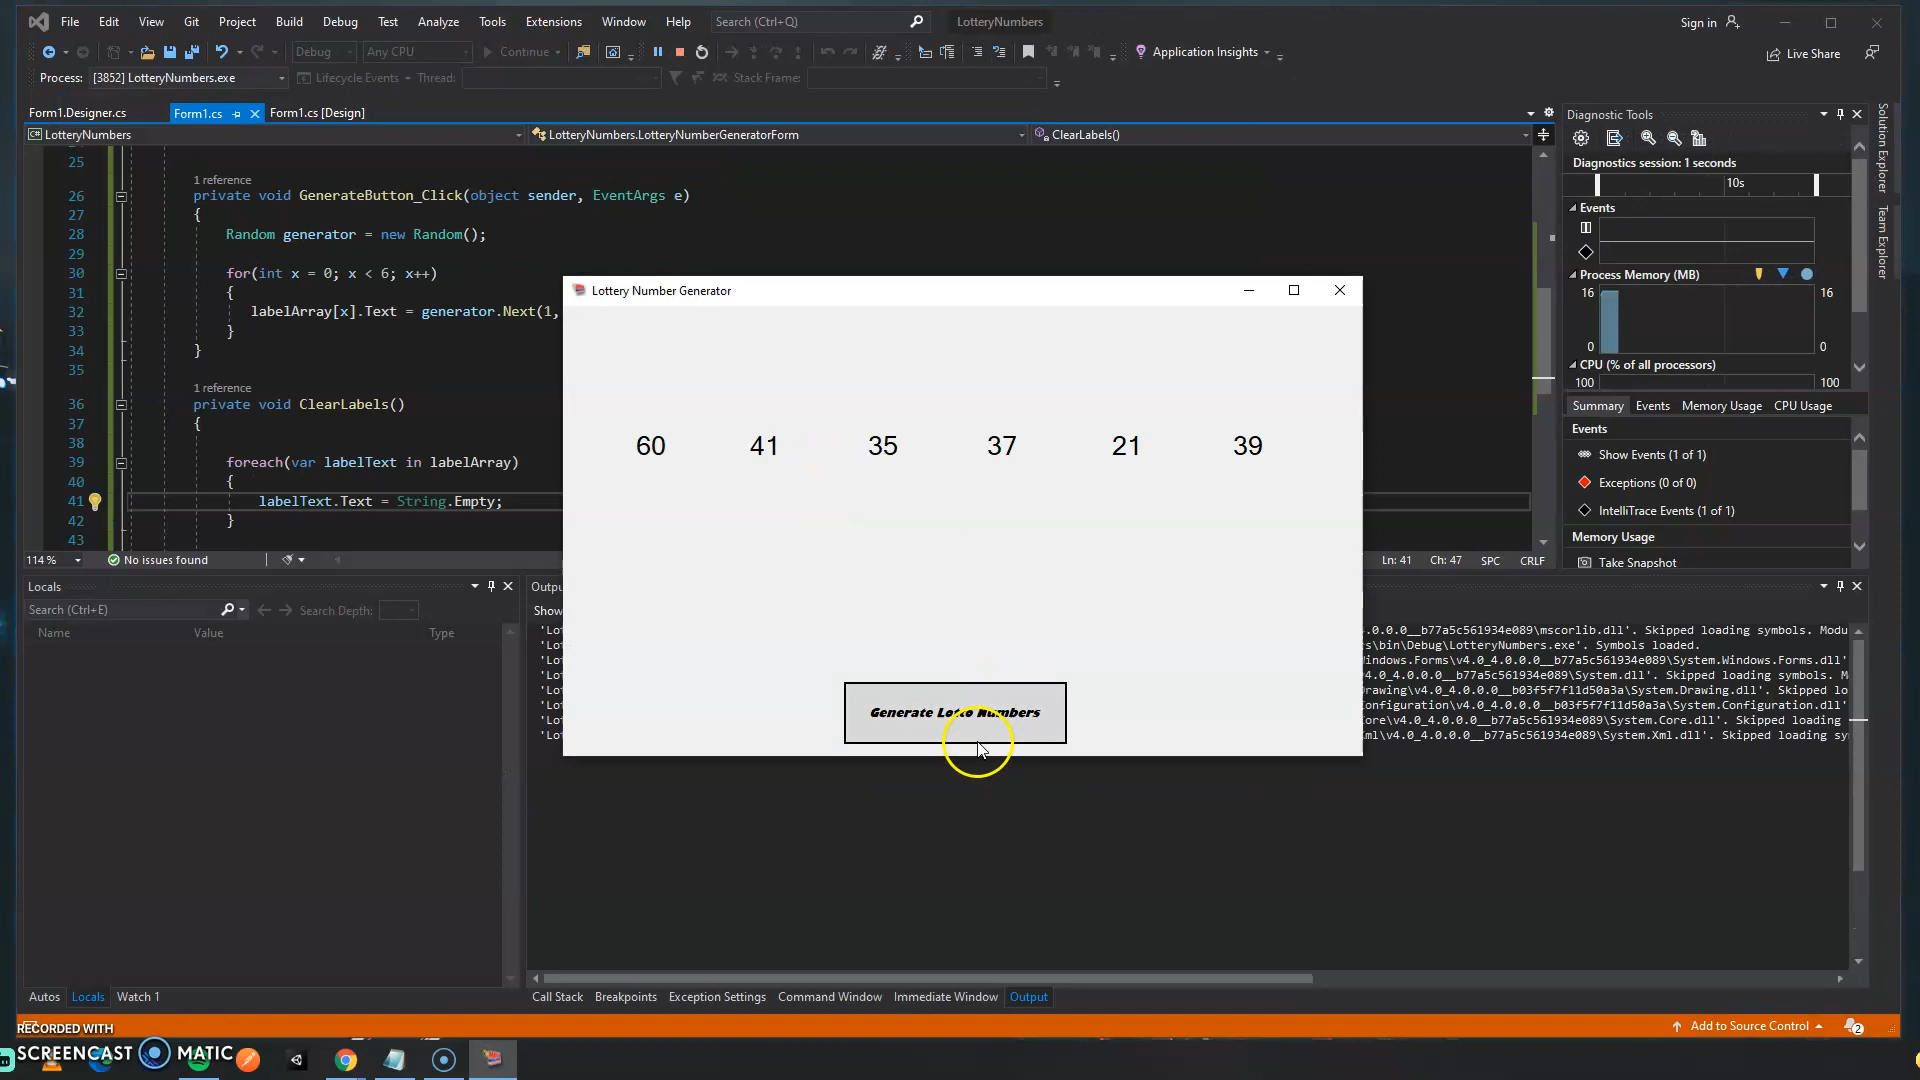 File Edit View Git Project Build Debug Test Analyze Tools Extensions Window Help Search (Ctrl+Q) LotteryNumbers Sign in
Debug Any CPU Continue Application Insights Live Share
Process: [3852] LotteryNumbers.exe Lifecycle Events Thread: Stack Frame:
Form1.Designer.cs Form1.cs Form1.cs [Design]
LotteryNumbers LotteryNumbers.LotteryNumberGeneratorForm ClearLabels()
25
1 reference
26 private void GenerateButton_Click(object sender, EventArgs e)
27 {
28 Random generator = new Random();
29
30 for(int x = 0; x < 6; x++)
31 {
32 labelArray[x].Text = generator.Next(1,
33 }
34 }
35
1 reference
36 private void ClearLabels()
37 {
38
39 foreach(var labelText in labelArray)
40 {
41 labelText.Text = String.Empty;
42 }
43
114 % No issues found Ln: 41 Ch: 47 SPC CRLF
Lottery Number Generator
60 41 35 37 21 39
Generate Lotto Numbers
Diagnostic Tools
Diagnostics session: 1 seconds
10s
Events
Process Memory (MB)
16 16
0 0
CPU (% of all processors)
100 100
Summary Events Memory Usage CPU Usage
Events
Show Events (1 of 1)
Exceptions (0 of 0)
IntelliTrace Events (1 of 1)
Memory Usage
Take Snapshot
Solution Explorer
Team Explorer
Locals
Search (Ctrl+E) Search Depth:
Name Value Type
Autos Locals Watch 1
Outpu
Show
'Lot .0.0.0__b77a5c561934e089\mscorlib.dll'. Skipped loading symbols. Modu
'Lot s\bin\Debug\LotteryNumbers.exe'. Symbols loaded.
'Lot indows.Forms\v4.0_4.0.0.0__b77a5c561934e089\System.Windows.Forms.dll'
'Lot v4.0_4.0.0.0__b77a5c561934e089\System.dll'. Skipped loading symbols. M
'Lot rawing\v4.0_4.0.0.0__b03f5f7f11d50a3a\System.Drawing.dll'. Skipped lo
'Lot onfiguration\v4.0_4.0.0.0__b03f5f7f11d50a3a\System.Configuration.dll'.
'Lot ore\v4.0_4.0.0.0__b77a5c561934e089\System.Core.dll'. Skipped loading
'Lot ml\v4.0_4.0.0.0__b77a5c561934e089\System.Xml.dll'. Skipped loading sy
Call Stack Breakpoints Exception Settings Command Window Immediate Window Output
Add to Source Control 2
RECORDED WITH
SCREENCAST MATIC